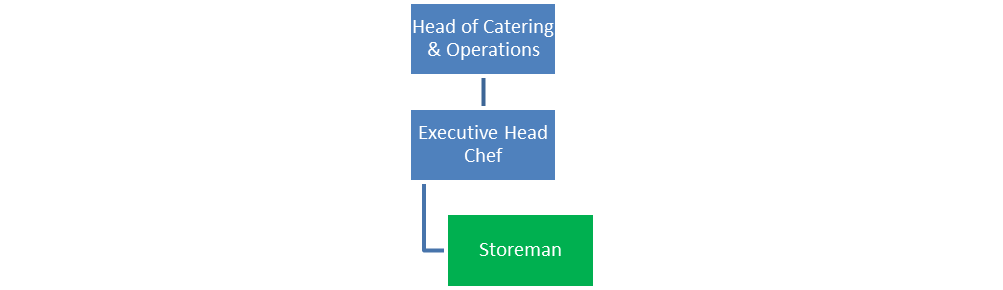 Head of Catering
& Operations
Executive Head
Chef
Storeman